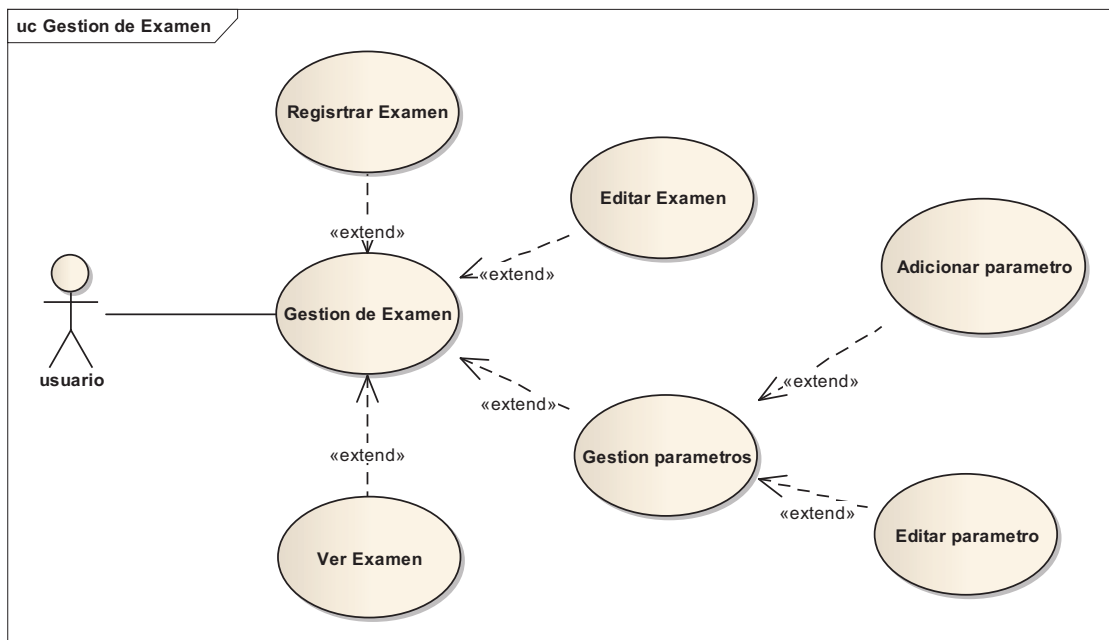 uc Gestion de Examen
Regisrtrar Examen
«extend»
Editar Examen
«extend»
Adicionar parametro
«extend»
usuario
Gestion de Examen
«extend»
Gestion parametros
«extend»
Ver Examen
«extend»
Editar parametro